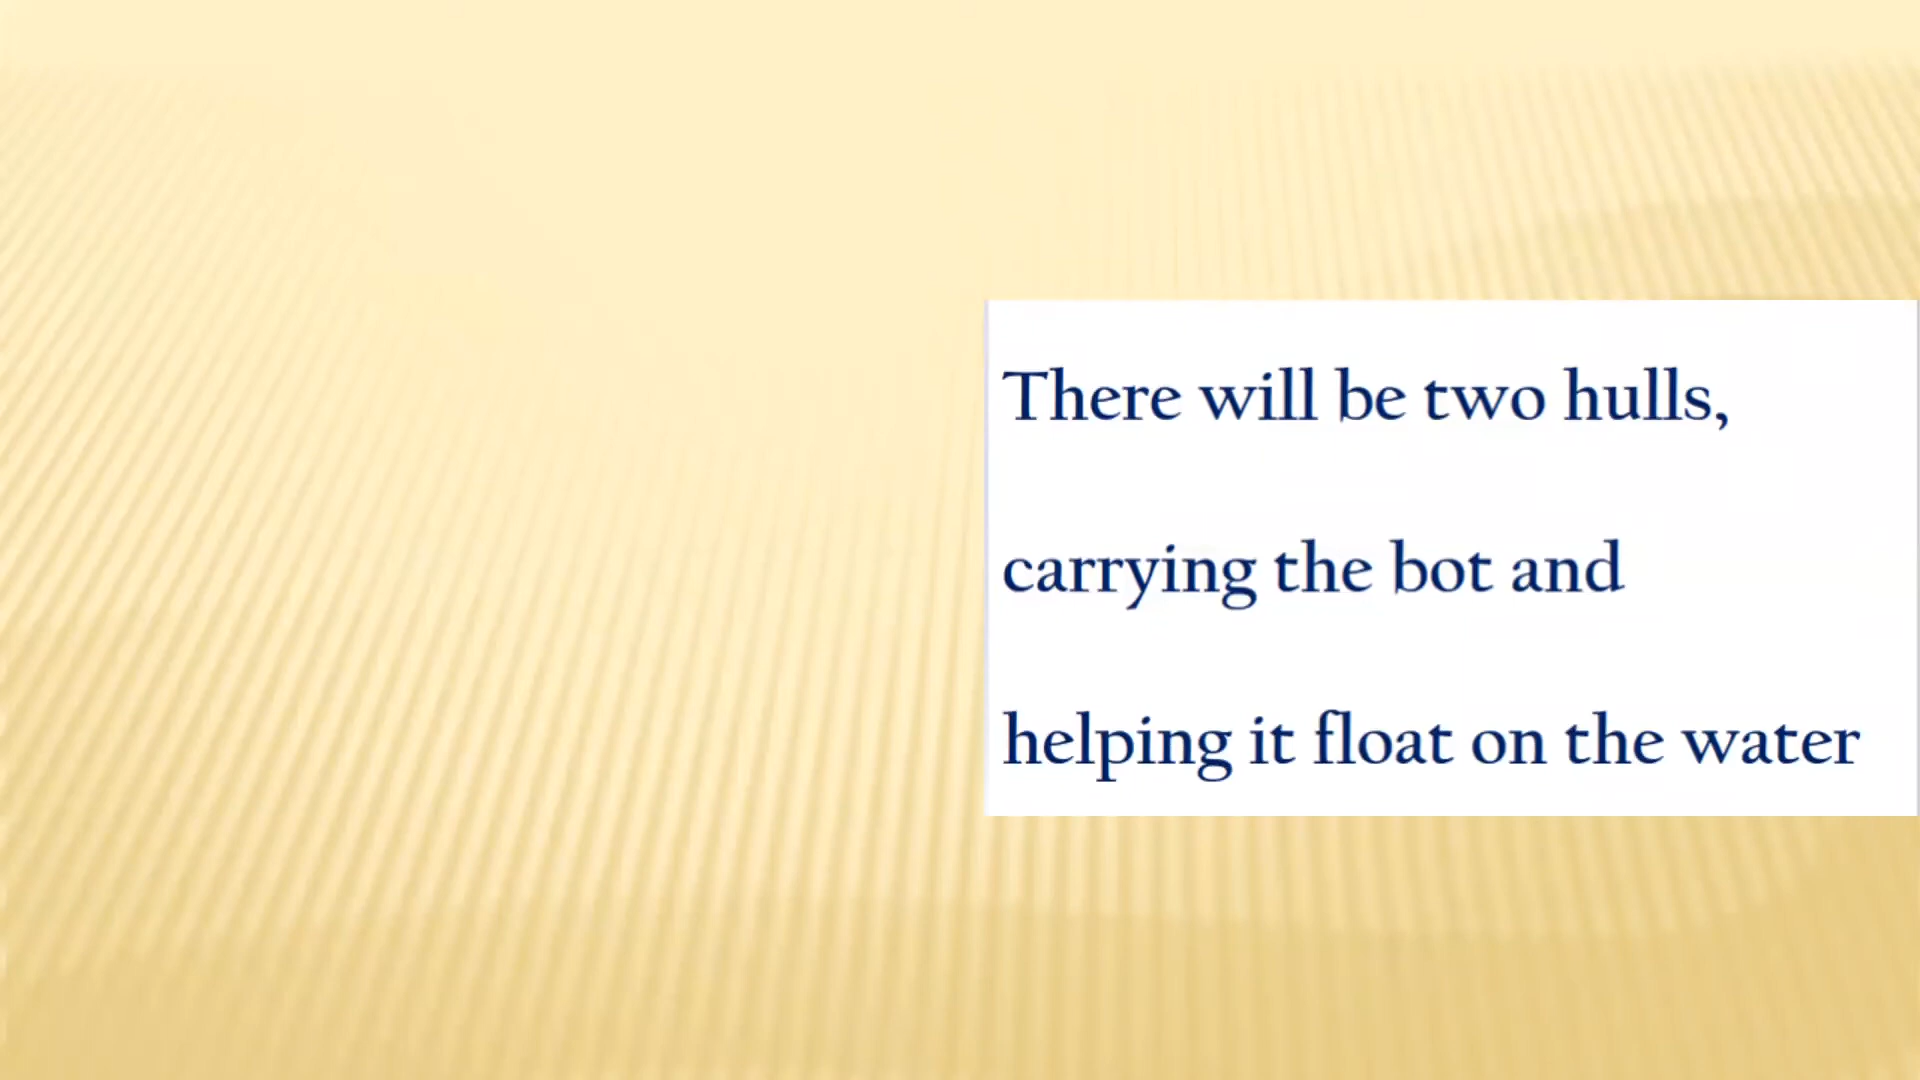 There will be two hulls,
carrying the bot and
helping it float on the water